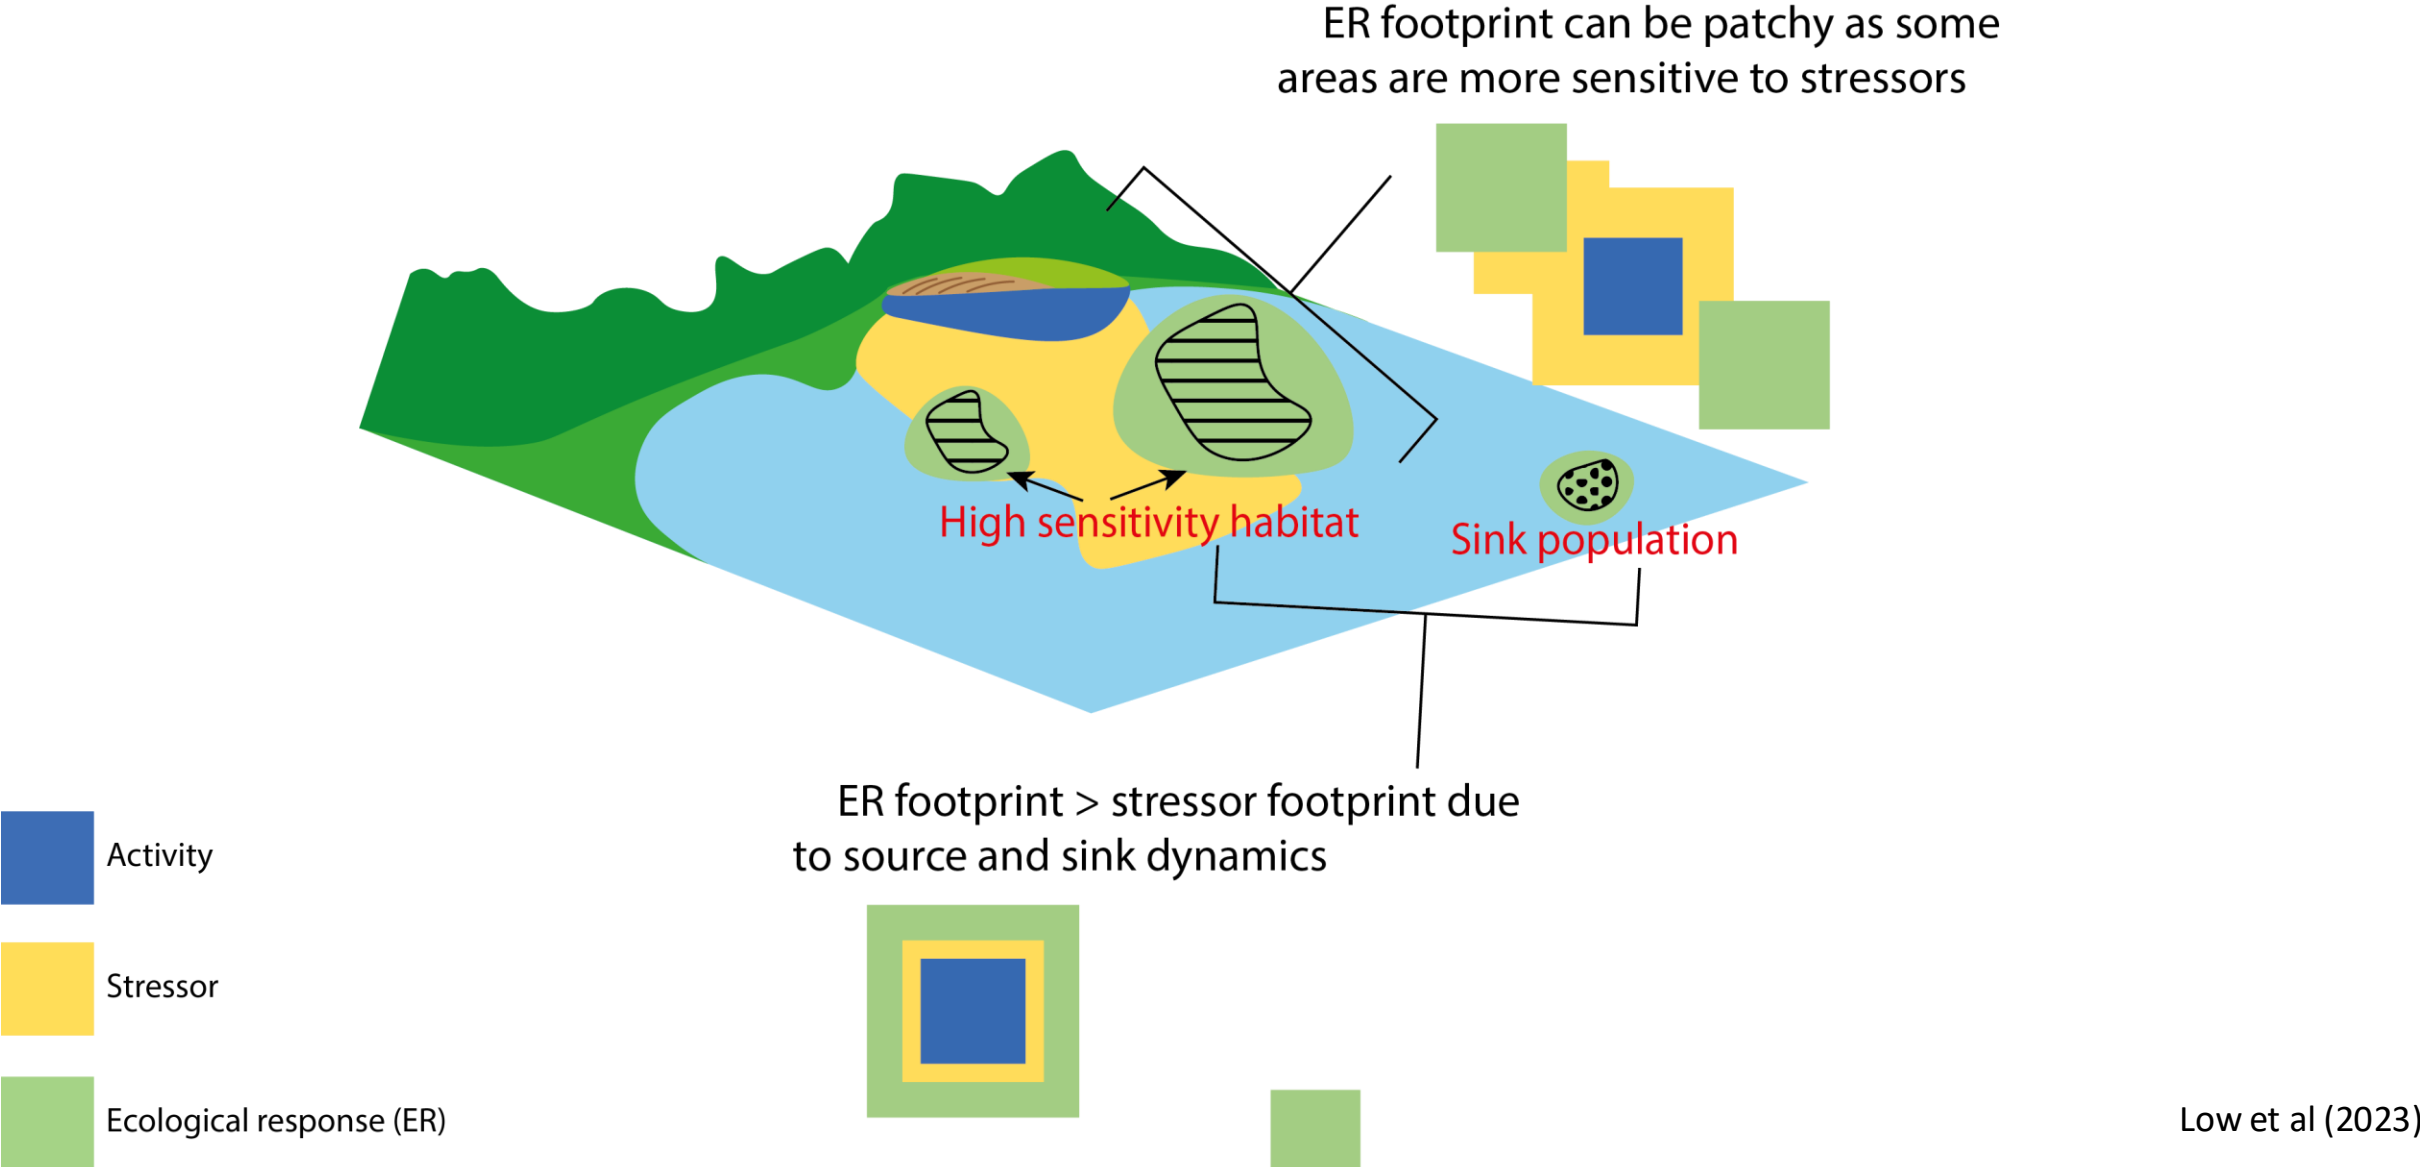 ER footprint can be patchy as some
areas are more sensitive to stressors
High sensitivity habitat
Sink population
ER footprint > stressor footprint due
to source and sink dynamics
Activity
Stressor
Ecological response (ER)
Low et al (2023)